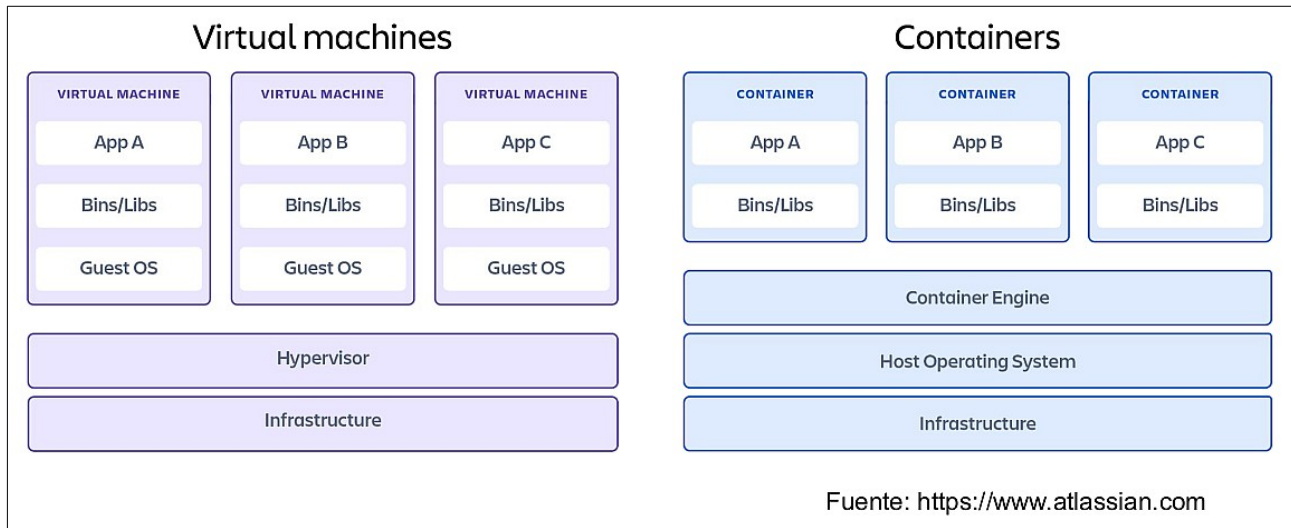 Virtual machines
VIRTUAL MACHINE
App A
Bins/Libs
Guest OS
VIRTUAL MACHINE
App B
Bins/Libs
Guest OS
VIRTUAL MACHINE
App C
Bins/Libs
Guest OS
Hypervisor
Infrastructure
Containers
CONTAINER
App A
Bins/Libs
CONTAINER
App B
Bins/Libs
CONTAINER
App C
Bins/Libs
Container Engine
Host Operating System
Infrastructure
Fuente: https://www.atlassian.com